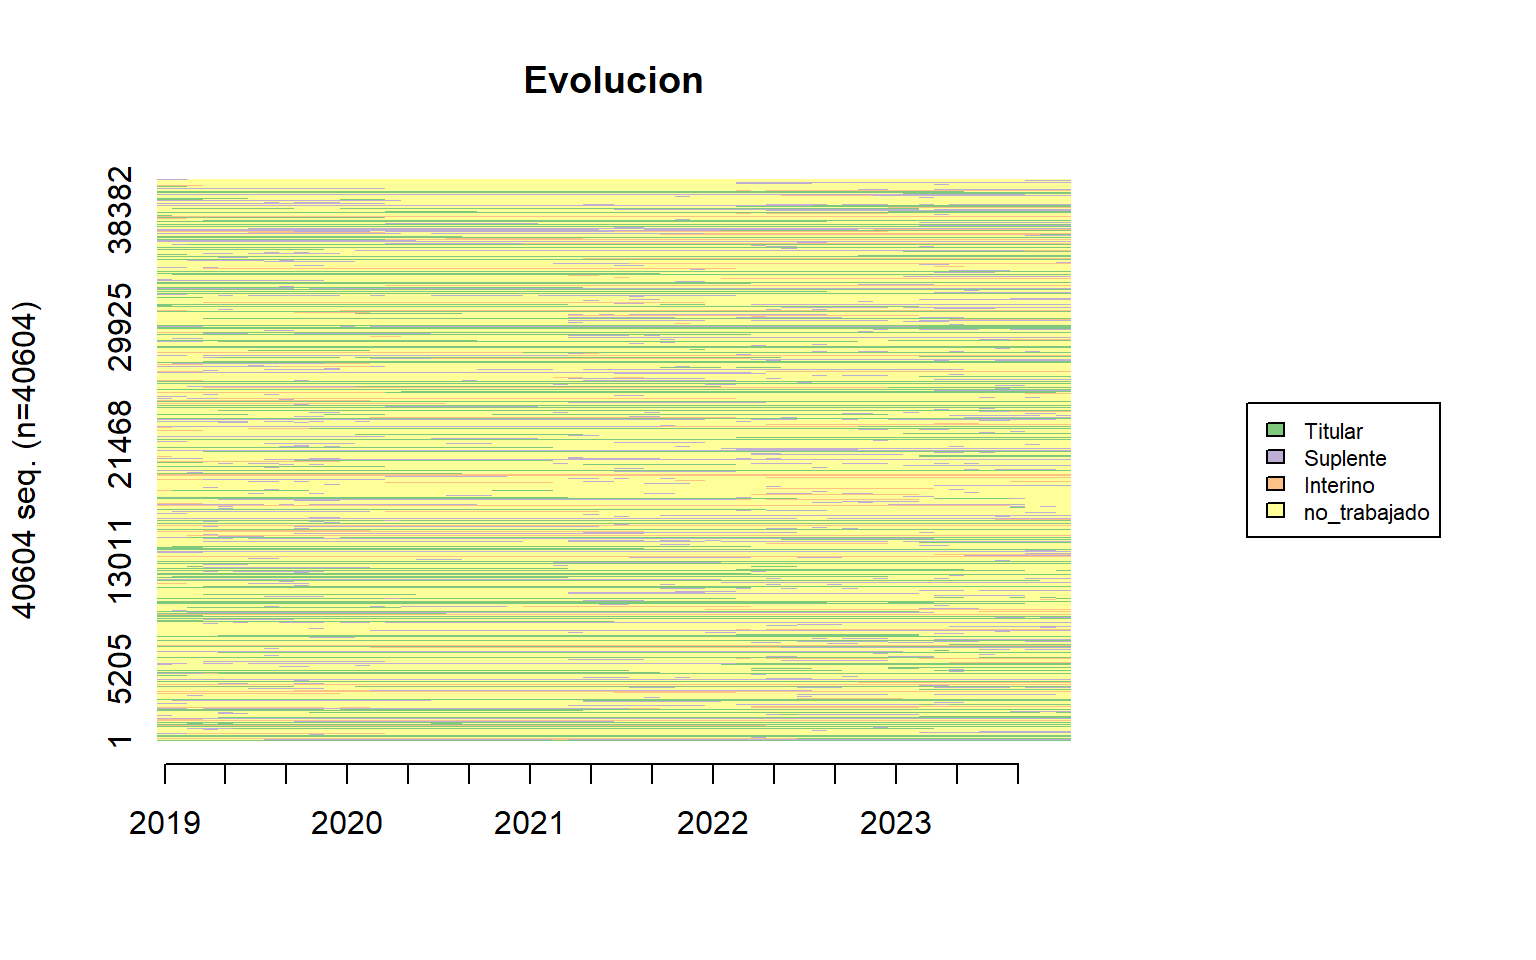 Evolucion
40604 seq. (n=40604)
38382
29925
21468
13011
5205
1
2019 2020 2021 2022 2023
Titular
Suplente
Interino
no_trabajado